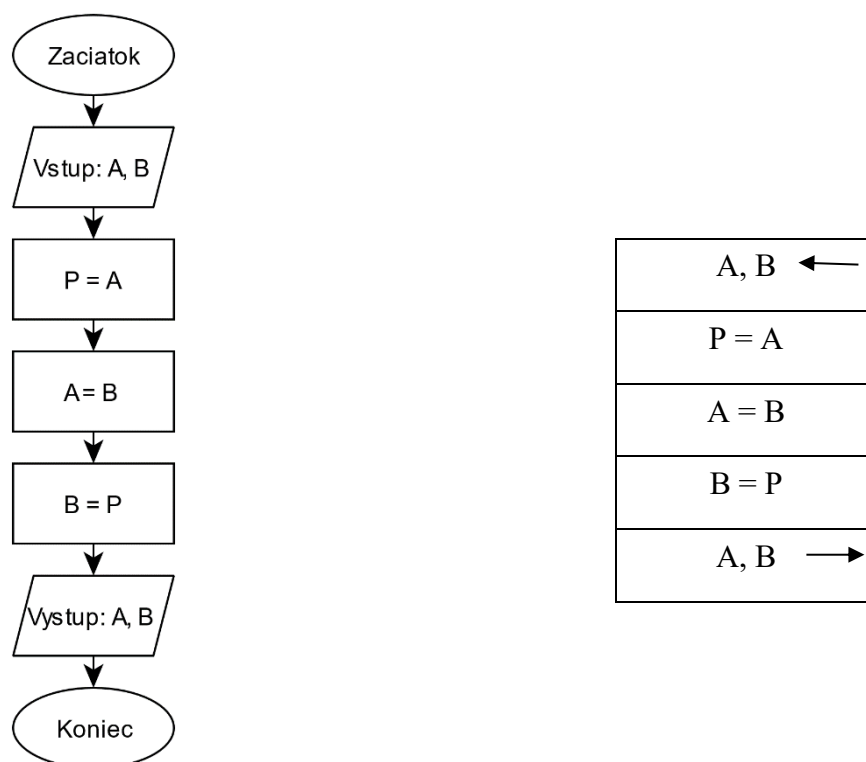 Zaciatok
Vstup: A, B
P = A
A = B
B = P
Vystup: A, B
Koniec
A, B
P = A
A = B
B = P
A, B